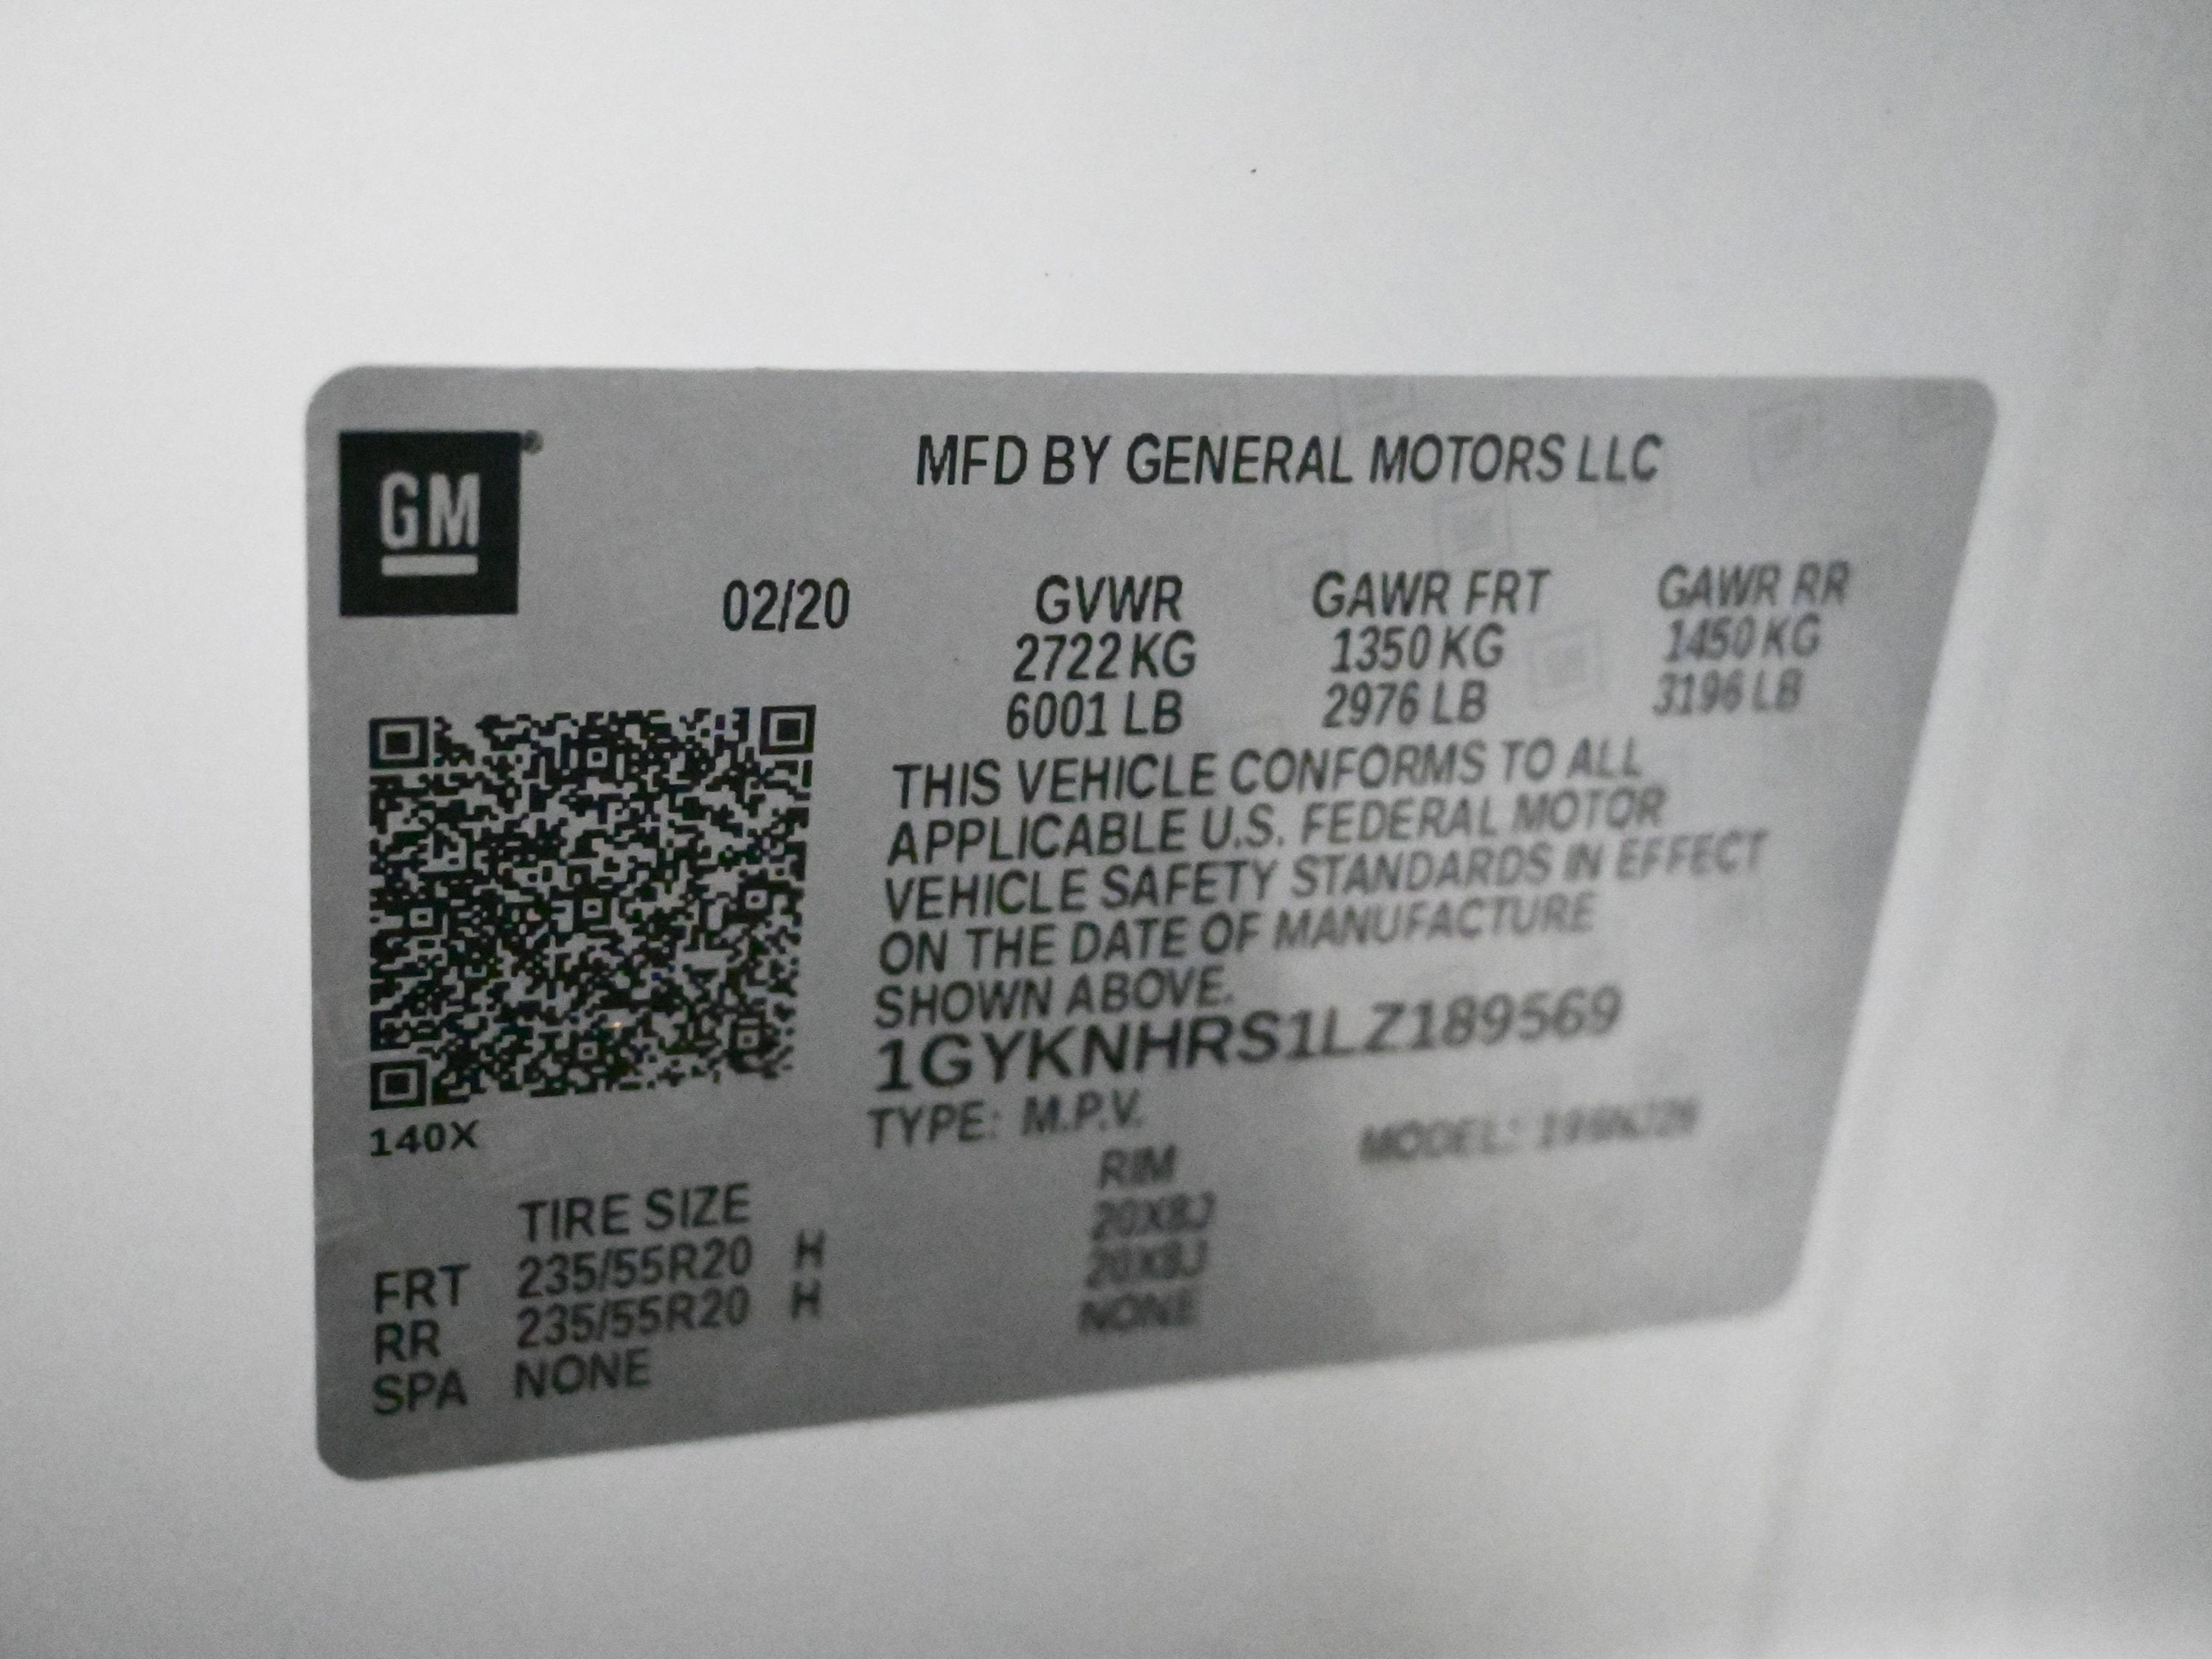 GM
MFD BY GENERAL MOTORS LLC
02/20 GVWR GAWR FRT GAWR RR
2722 KG 1350 KG 1450 KG
6001 LB 2976 LB 3196 LB
THIS VEHICLE CONFORMS TO ALL
APPLICABLE U.S. FEDERAL MOTOR
VEHICLE SAFETY STANDARDS IN EFFECT
ON THE DATE OF MANUFACTURE
SHOWN ABOVE.
1GYKNHRS1LZ189569
140X
TYPE: M.P.V. MODEL:
TIRE SIZE RIM
FRT 235/55R20 H 20X8J
RR 235/55R20 H 20X8J
SPA NONE NONE